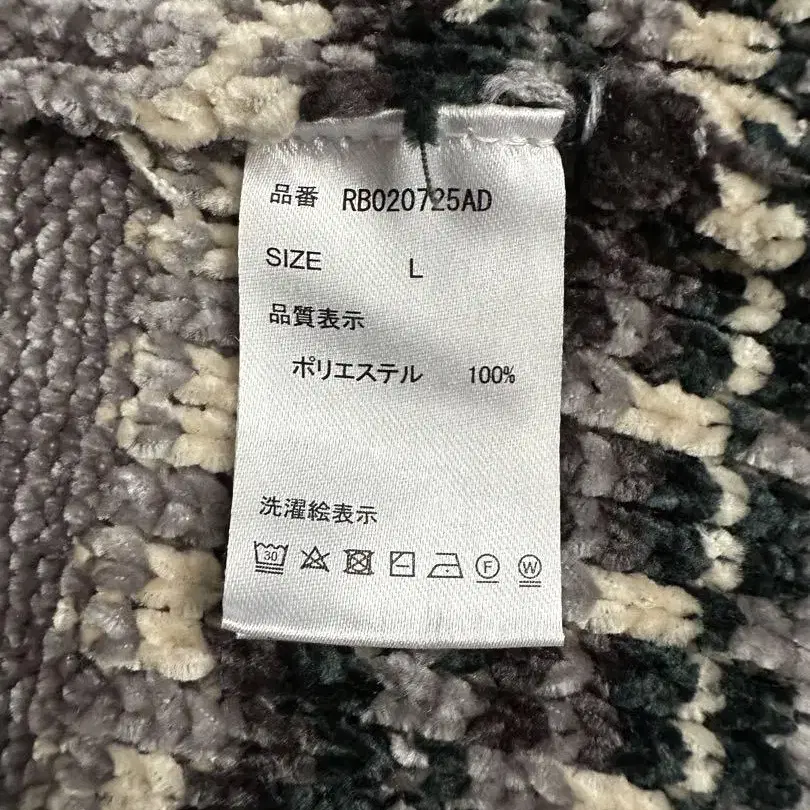 品番 RB020725AD
SIZE L
品質表示
ポリエステル 100%
洗濯絵表示
30 F W